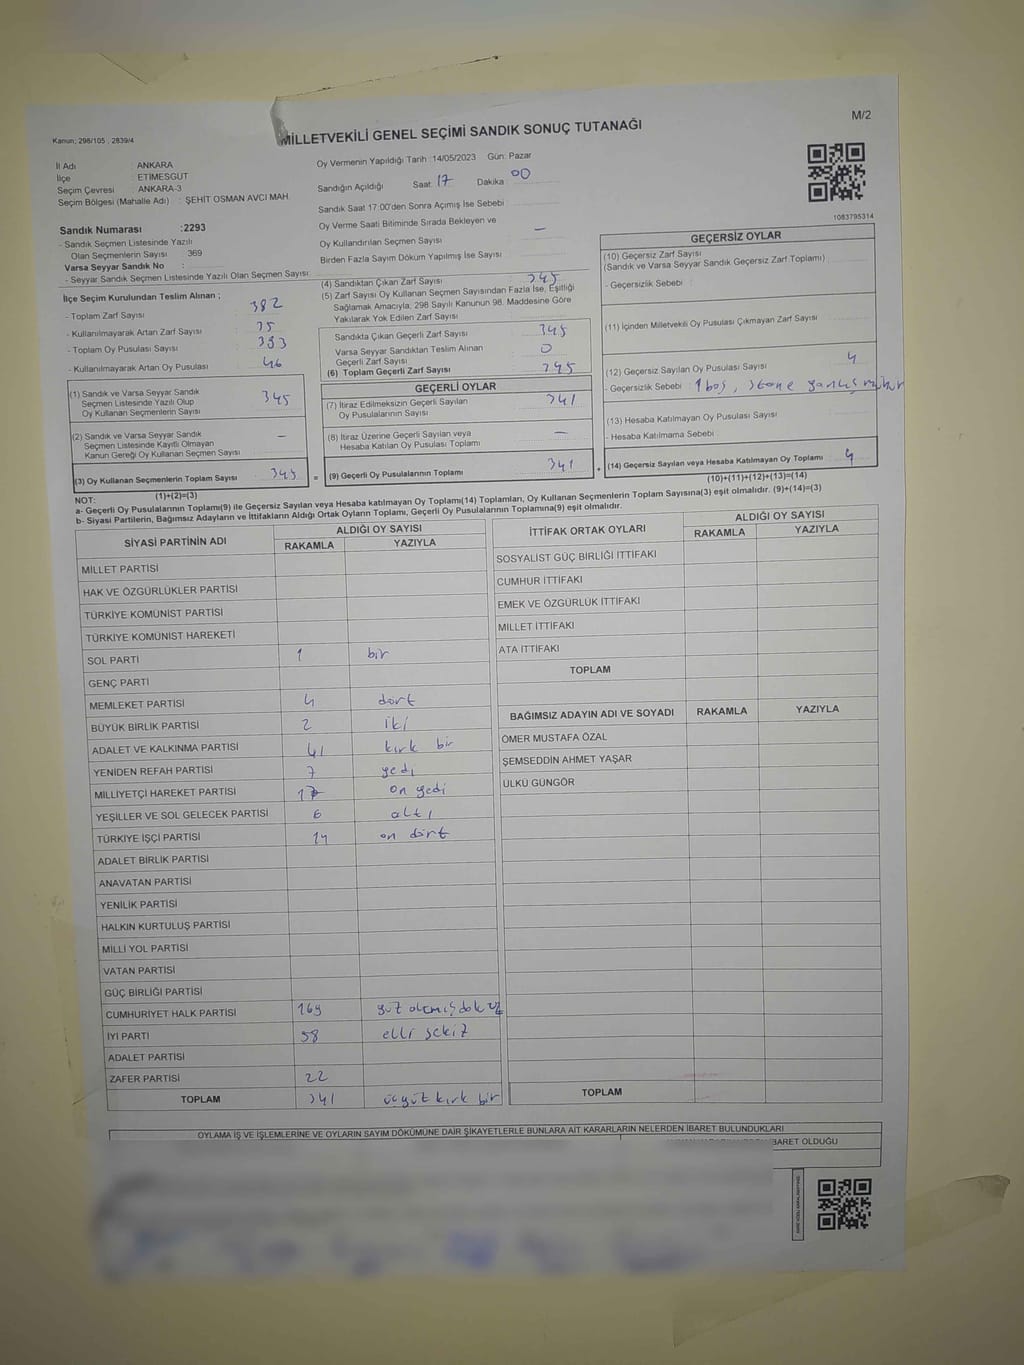 Kanun: 298/105 , 2839/4
M/2
MİLLETVEKİLİ GENEL SEÇİMİ SANDIK SONUÇ TUTANAĞI
İl Adı : ANKARA
İlçe : ETİMESGUT
Seçim Çevresi : ANKARA-3
Seçim Bölgesi (Mahalle Adı) : ŞEHİT OSMAN AVCI MAH.
Oy Vermenin Yapıldığı Tarih :14/05/2023 Gün: Pazar
Sandığın Açıldığı Saat: 17 Dakika : 00
Sandık Saat 17:00'den Sonra Açımış İse Sebebi :
Oy Verme Saati Bitiminde Sırada Bekleyen ve
Oy Kullandırılan Seçmen Sayısı : —
Birden Fazla Sayım Döküm Yapılmış İse Sayısı :
1083795314
Sandık Numarası :2293
- Sandık Seçmen Listesinde Yazılı
Olan Seçmenlerin Sayısı : 369
Varsa Seyyar Sandık No :
- Seyyar Sandık Seçmen Listesinde Yazılı Olan Seçmen Sayısı :
İlçe Seçim Kurulundan Teslim Alınan ;
- Toplam Zarf Sayısı : 382
- Kullanılmayarak Artan Zarf Sayısı :
- Toplam Oy Pusulası Sayısı :
- Kullanılmayarak Artan Oy Pusulası : 46
(4) Sandıktan Çıkan Zarf Sayısı : 345
(5) Zarf Sayısı Oy Kullanan Seçmen Sayısından Fazla İse, Eşitliği
Sağlamak Amacıyla; 298 Sayılı Kanunun 98. Maddesine Göre
Yakılarak Yok Edilen Zarf Sayısı :
Sandıkta Çıkan Geçerli Zarf Sayısı : 345
Varsa Seyyar Sandıktan Teslim Alınan
Geçerli Zarf Sayısı : 0
(6) Toplam Geçerli Zarf Sayısı : 345
GEÇERSİZ OYLAR
(10) Geçersiz Zarf Sayısı :
(Sandık ve Varsa Seyyar Sandık Geçersiz Zarf Toplamı)
- Geçersizlik Sebebi :
(11) İçinden Milletvekili Oy Pusulası Çıkmayan Zarf Sayısı :
(12) Geçersiz Sayılan Oy Pusulası Sayısı : 4
- Geçersizlik Sebebi : 1 boş,
(13) Hesaba Katılmayan Oy Pusulası Sayısı :
- Hesaba Katılmama Sebebi :
(14) Geçersiz Sayılan veya Hesaba Katılmayan Oy Toplamı : 4
(10)+(11)+(12)+(13)=(14)
(1) Sandık ve Varsa Seyyar Sandık
Seçmen Listesinde Yazılı Olup
Oy Kullanan Seçmenlerin Sayısı : 345
(2) Sandık ve Varsa Seyyar Sandık
Seçmen Listesinde Kayıtlı Olmayan
Kanun Gereği Oy Kullanan Seçmen Sayısı : —
(3) Oy Kullanan Seçmenlerin Toplam Sayısı : 345 =
(1)+(2)=(3)
GEÇERLİ OYLAR
(7) İtiraz Edilmeksizin Geçerli Sayılan
Oy Pusulalarının Sayısı : 341
(8) İtiraz Üzerine Geçerli Sayılan veya
Hesaba Katılan Oy Pusulası Toplamı : —
(9) Geçerli Oy Pusulalarının Toplamı : 341 +
NOT:
a- Geçerli Oy Pusulalarının Toplamı(9) ile Geçersiz Sayılan veya Hesaba katılmayan Oy Toplamı(14) Toplamları, Oy Kullanan Seçmenlerin Toplam Sayısına(3) eşit olmalıdır. (9)+(14)=(3)
b- Siyasi Partilerin, Bağımsız Adayların ve İttifakların Aldığı Ortak Oyların Toplamı, Geçerli Oy Pusulalarının Toplamına(9) eşit olmalıdır.
SİYASİ PARTİNİN ADI ALDIĞI OY SAYISI
RAKAMLA YAZIYLA
MİLLET PARTİSİ
HAK VE ÖZGÜRLÜKLER PARTİSİ
TÜRKİYE KOMÜNİST PARTİSİ
TÜRKİYE KOMÜNİST HAREKETİ
SOL PARTİ 1 bir
GENÇ PARTİ
MEMLEKET PARTİSİ 4 dört
BÜYÜK BİRLİK PARTİSİ 2 iki
ADALET VE KALKINMA PARTİSİ 41 kırk bir
YENİDEN REFAH PARTİSİ 7 yedi
MİLLİYETÇİ HAREKET PARTİSİ 17 on yedi
YEŞİLLER VE SOL GELECEK PARTİSİ 6 altı
TÜRKİYE İŞÇİ PARTİSİ 14 on dört
ADALET BİRLİK PARTİSİ
ANAVATAN PARTİSİ
YENİLİK PARTİSİ
HALKIN KURTULUŞ PARTİSİ
MİLLİ YOL PARTİSİ
VATAN PARTİSİ
GÜÇ BİRLİĞİ PARTİSİ
CUMHURİYET HALK PARTİSİ 169 yüz altmış dokuz
İYİ PARTİ 58 elli sekiz
ADALET PARTİSİ
ZAFER PARTİSİ 22
TOPLAM 341 üçyüz kırk bir
İTTİFAK ORTAK OYLARI ALDIĞI OY SAYISI
RAKAMLA YAZIYLA
SOSYALİST GÜÇ BİRLİĞİ İTTİFAKI
CUMHUR İTTİFAKI
EMEK VE ÖZGÜRLÜK İTTİFAKI
MİLLET İTTİFAKI
ATA İTTİFAKI
TOPLAM
BAĞIMSIZ ADAYIN ADI VE SOYADI RAKAMLA YAZIYLA
ÖMER MUSTAFA ÖZAL
ŞEMSEDDİN AHMET YAŞAR
ÜLKÜ GÜNGÖR
TOPLAM
OYLAMA İŞ VE İŞLEMLERİNE VE OYLARIN SAYIM DÖKÜMÜNE DAİR ŞİKAYETLERLE BUNLARA AİT KARARLARIN NELERDEN İBARET BULUNDUKLARI
BARET OLDUĞU